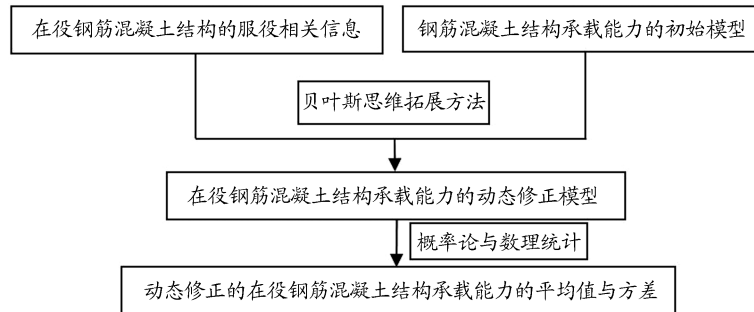 在役钢筋混凝土结构的服役相关信息
钢筋混凝土结构承载能力的初始模型
贝叶斯思维拓展方法
在役钢筋混凝土结构承载能力的动态修正模型
概率论与数理统计
动态修正的在役钢筋混凝土结构承载能力的平均值与方差